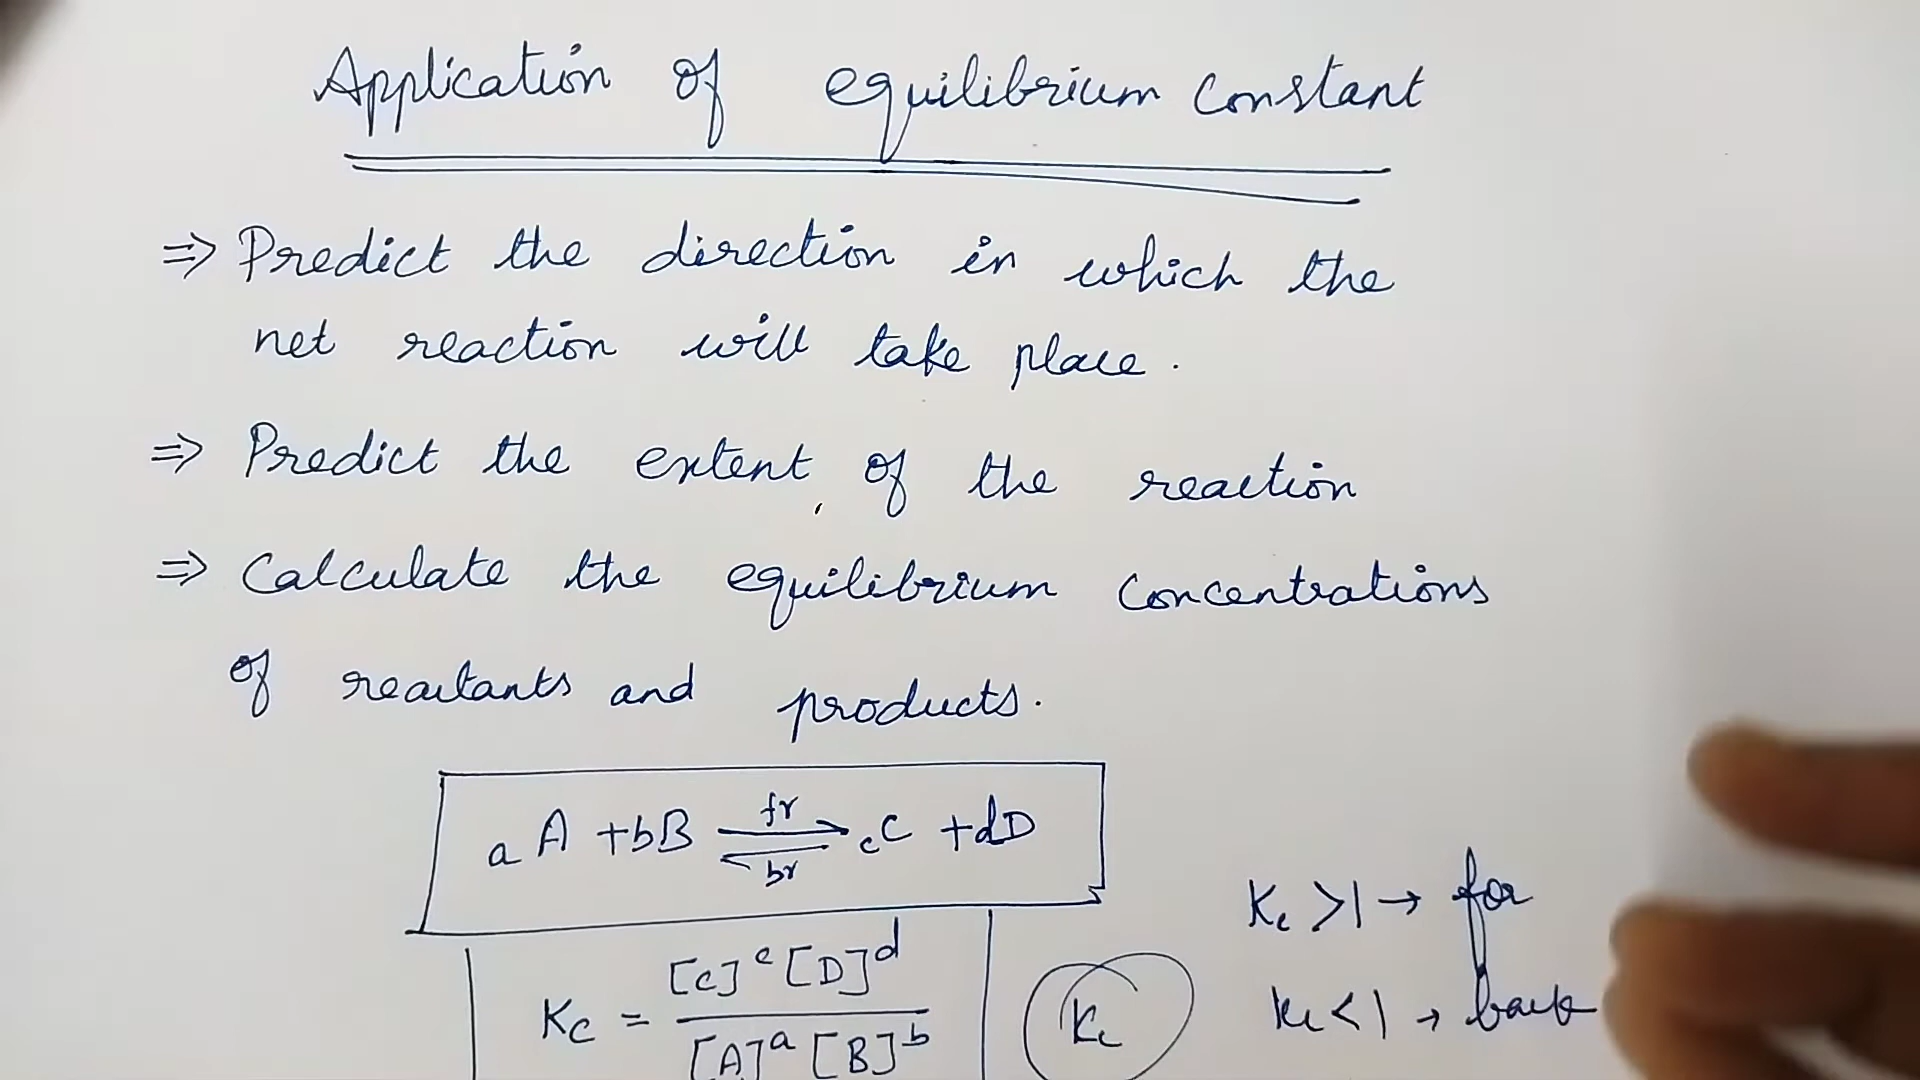 Application of equilibrium constant
⇒ Predict the direction in which the
net reaction will take place.
⇒ Predict the extent of the reaction
⇒ Calculate the equilibrium concentrations
of reactants and products.
aA + bB ⇌ cC + dD
fr
br
Kc = [C]^c [D]^d / [A]^a [B]^b
Kc
Kc > 1 → for
Kc < 1 → back